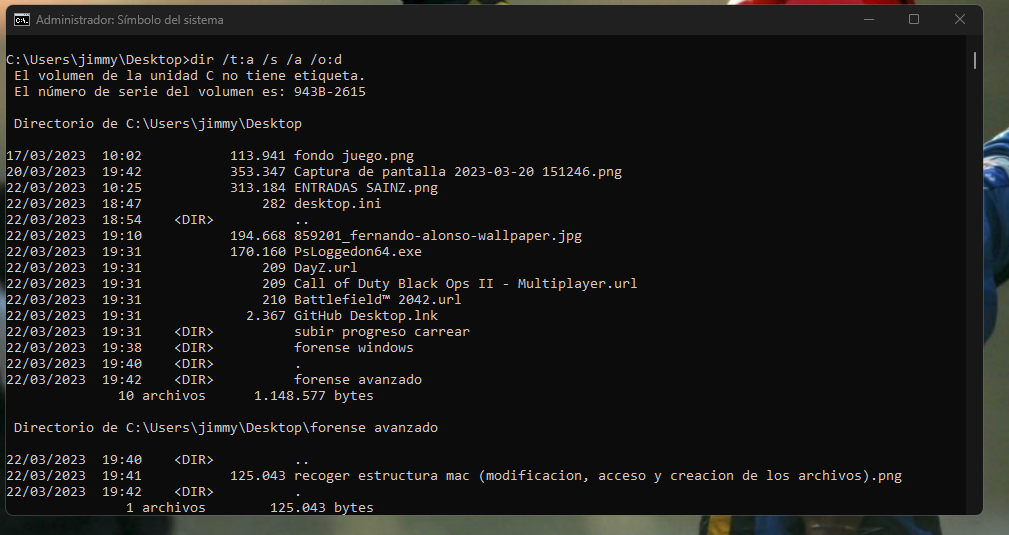 Administrador: Símbolo del sistema
C:\Users\jimmy\Desktop>dir /t:a /s /a /o:d
El volumen de la unidad C no tiene etiqueta.
El número de serie del volumen es: 943B-2615
Directorio de C:\Users\jimmy\Desktop
17/03/2023  10:02           113.941 fondo juego.png
20/03/2023  19:42           353.347 Captura de pantalla 2023-03-20 151246.png
22/03/2023  10:25           313.184 ENTRADAS SAINZ.png
22/03/2023  18:47               282 desktop.ini
22/03/2023  18:54    <DIR>          ..
22/03/2023  19:10           194.668 859201_fernando-alonso-wallpaper.jpg
22/03/2023  19:31           170.160 PsLoggedon64.exe
22/03/2023  19:31               209 DayZ.url
22/03/2023  19:31               209 Call of Duty Black Ops II - Multiplayer.url
22/03/2023  19:31               210 Battlefield™ 2042.url
22/03/2023  19:31             2.367 GitHub Desktop.lnk
22/03/2023  19:31    <DIR>          subir progreso carrear
22/03/2023  19:38    <DIR>          forense windows
22/03/2023  19:40    <DIR>          .
22/03/2023  19:42    <DIR>          forense avanzado
10 archivos      1.148.577 bytes
Directorio de C:\Users\jimmy\Desktop\forense avanzado
22/03/2023  19:40    <DIR>          ..
22/03/2023  19:41           125.043 recoger estructura mac (modificacion, acceso y creacion de los archivos).png
22/03/2023  19:42    <DIR>          .
1 archivos        125.043 bytes